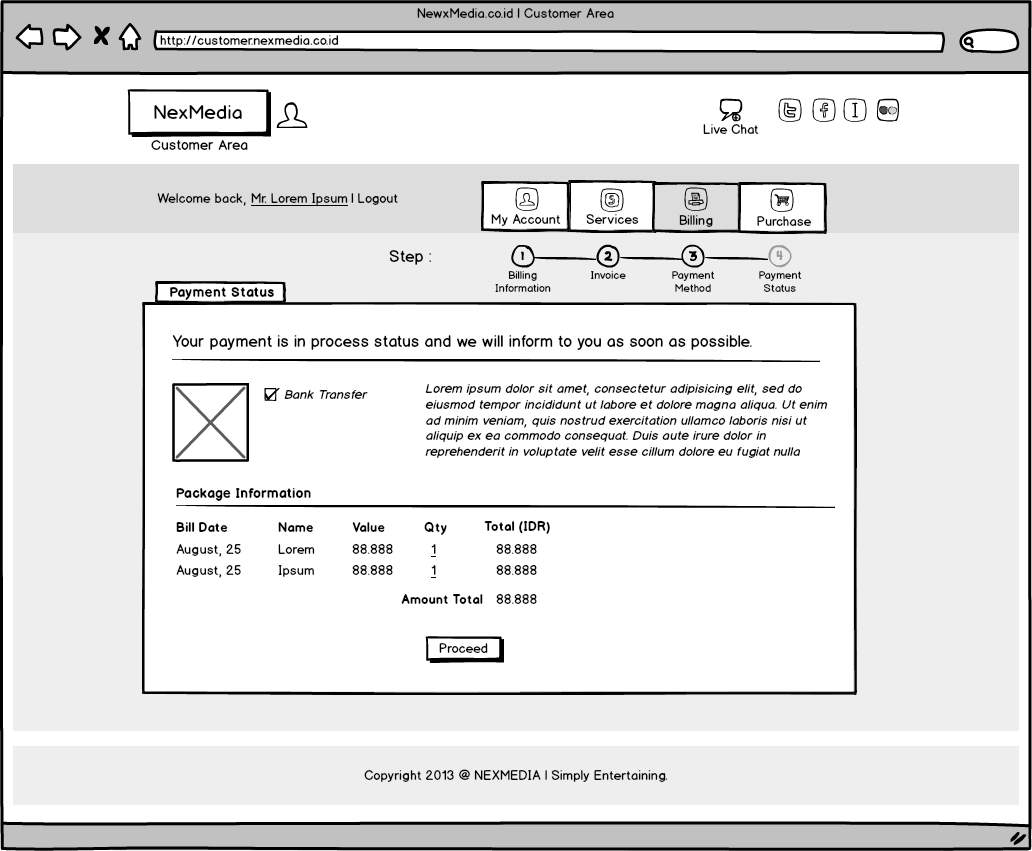 NewxMedia.co.id | Customer Area
http://customer.nexmedia.co.id
NexMedia
Customer Area
Live Chat
Welcome back, Mr. Lorem Ipsum | Logout
My Account
Services
Billing
Purchase
Step :
1
2
3
4
Billing
Information
Invoice
Payment
Method
Payment
Status
Payment Status
Your payment is in process status and we will inform to you as soon as possible.
Bank Transfer
Lorem ipsum dolor sit amet, consectetur adipisicing elit, sed do
eiusmod tempor incididunt ut labore et dolore magna aliqua. Ut enim
ad minim veniam, quis nostrud exercitation ullamco laboris nisi ut
aliquip ex ea commodo consequat. Duis aute irure dolor in
reprehenderit in voluptate velit esse cillum dolore eu fugiat nulla
Package Information
Bill Date Name Value Qty Total (IDR)
August, 25 Lorem 88.888 1 88.888
August, 25 Ipsum 88.888 1 88.888
Amount Total 88.888
Proceed
Copyright 2013 @ NEXMEDIA | Simply Entertaining.